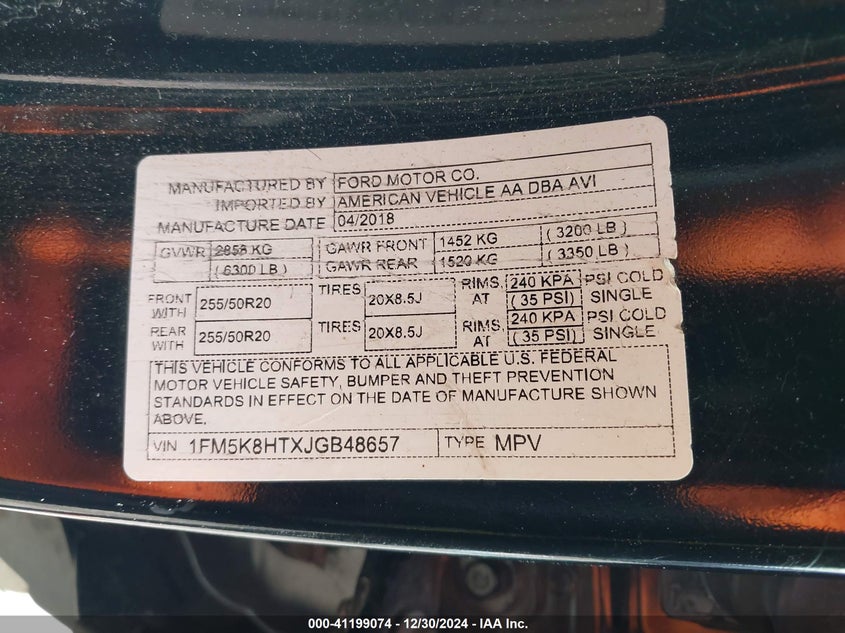 MANUFACTURED BY FORD MOTOR CO.
IMPORTED BY AMERICAN VEHICLE AA DBA AVI
MANUFACTURE DATE 04/2018
GVWR 2858 KG GAWR FRONT 1452 KG ( 3200 LB )
( 6300 LB ) GAWR REAR 1520 KG ( 3350 LB )
FRONT WITH 255/50R20 TIRES 20X8.5J RIMS, AT 240 KPA ( 35 PSI) PSI COLD SINGLE
REAR WITH 255/50R20 TIRES 20X8.5J RIMS, AT 240 KPA ( 35 PSI) PSI COLD SINGLE
THIS VEHICLE CONFORMS TO ALL APPLICABLE U.S. FEDERAL
MOTOR VEHICLE SAFETY, BUMPER AND THEFT PREVENTION
STANDARDS IN EFFECT ON THE DATE OF MANUFACTURE SHOWN
ABOVE.
VIN 1FM5K8HTXJGB48657 TYPE MPV
000-41199074 - 12/30/2024 - IAA Inc.